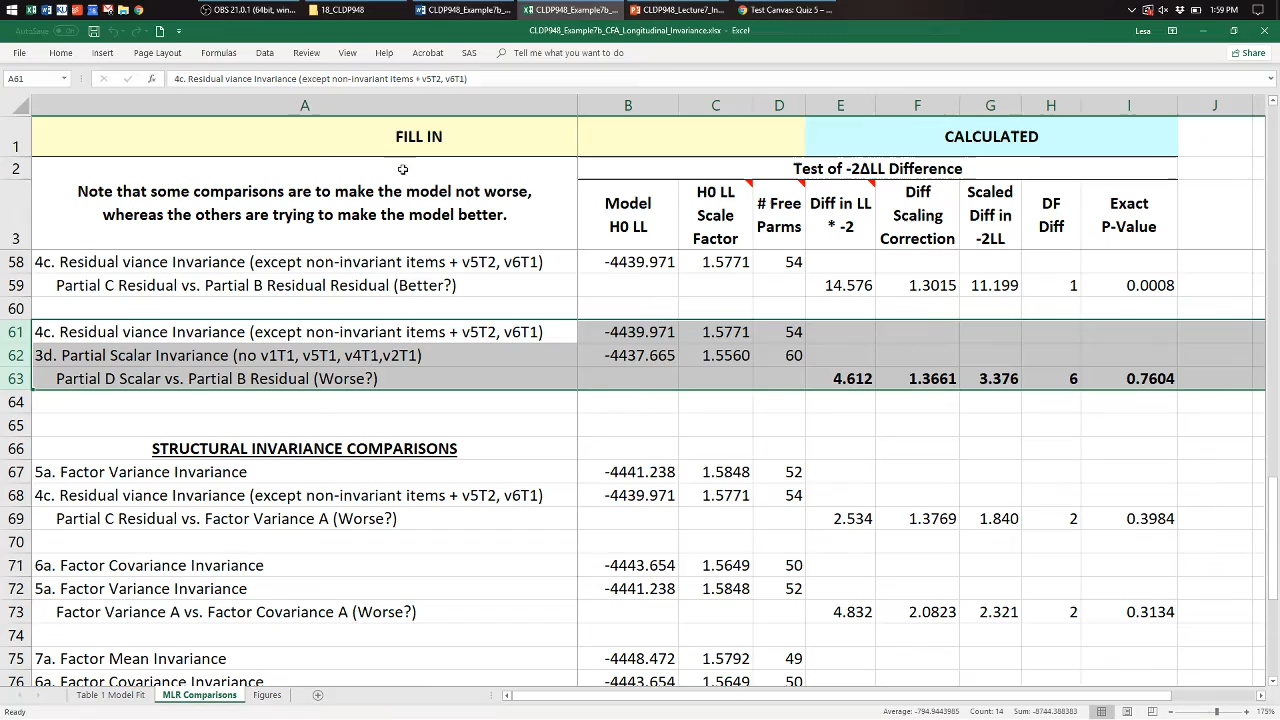 OBS 21.0.1 (64bit, win...
18_CLDP948
CLDP948_Example7b_...
CLDP948_Example7b_...
CLDP948_Lecture7_In...
Test Canvas: Quiz 5 – ...
1:59 PM
AutoSave Off
CLDP948_Example7b_CFA_Longitudinal_Invariance.xlsx - Excel
Lesa
File Home Insert Page Layout Formulas Data Review View Help Acrobat SAS Tell me what you want to do Share
A61 fx 4c. Residual viance Invariance (except non-invariant items + v5T2, v6T1)
A B C D E F G H I J
1 FILL IN CALCULATED
2 Test of -2ΔLL Difference
3 Note that some comparisons are to make the model not worse, whereas the others are trying to make the model better. Model H0 LL H0 LL Scale Factor # Free Parms Diff in LL * -2 Diff Scaling Correction Scaled Diff in -2LL DF Diff Exact P-Value
58 4c. Residual viance Invariance (except non-invariant items + v5T2, v6T1) -4439.971 1.5771 54
59 Partial C Residual vs. Partial B Residual Residual (Better?) 14.576 1.3015 11.199 1 0.0008
60
61 4c. Residual viance Invariance (except non-invariant items + v5T2, v6T1) -4439.971 1.5771 54
62 3d. Partial Scalar Invariance (no v1T1, v5T1, v4T1,v2T1) -4437.665 1.5560 60
63 Partial D Scalar vs. Partial B Residual (Worse?) 4.612 1.3661 3.376 6 0.7604
64
65
66 STRUCTURAL INVARIANCE COMPARISONS
67 5a. Factor Variance Invariance -4441.238 1.5848 52
68 4c. Residual viance Invariance (except non-invariant items + v5T2, v6T1) -4439.971 1.5771 54
69 Partial C Residual vs. Factor Variance A (Worse?) 2.534 1.3769 1.840 2 0.3984
70
71 6a. Factor Covariance Invariance -4443.654 1.5649 50
72 5a. Factor Variance Invariance -4441.238 1.5848 52
73 Factor Variance A vs. Factor Covariance A (Worse?) 4.832 2.0823 2.321 2 0.3134
74
75 7a. Factor Mean Invariance -4448.472 1.5792 49
76 6a. Factor Covariance Invariance -4443.654 1.5649 50
Table 1 Model Fit MLR Comparisons Figures
Ready Average: -794.9443985 Count: 14 Sum: -8744.388383 175%